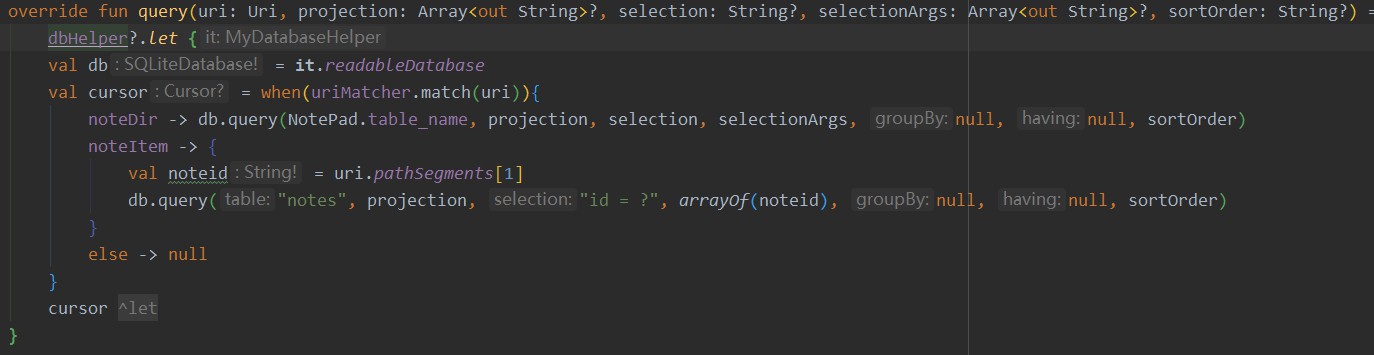 override fun query(uri: Uri, projection: Array<out String>?, selection: String?, selectionArgs: Array<out String>?, sortOrder: String?) =
dbHelper?.let { it: MyDatabaseHelper
val db : SQLiteDatabase! = it.readableDatabase
val cursor : Cursor? = when(uriMatcher.match(uri)){
noteDir -> db.query(NotePad.table_name, projection, selection, selectionArgs, groupBy: null, having: null, sortOrder)
noteItem -> {
val noteid : String! = uri.pathSegments[1]
db.query( table: "notes", projection, selection: "id = ?", arrayOf(noteid), groupBy: null, having: null, sortOrder)
}
else -> null
}
cursor ^let
}